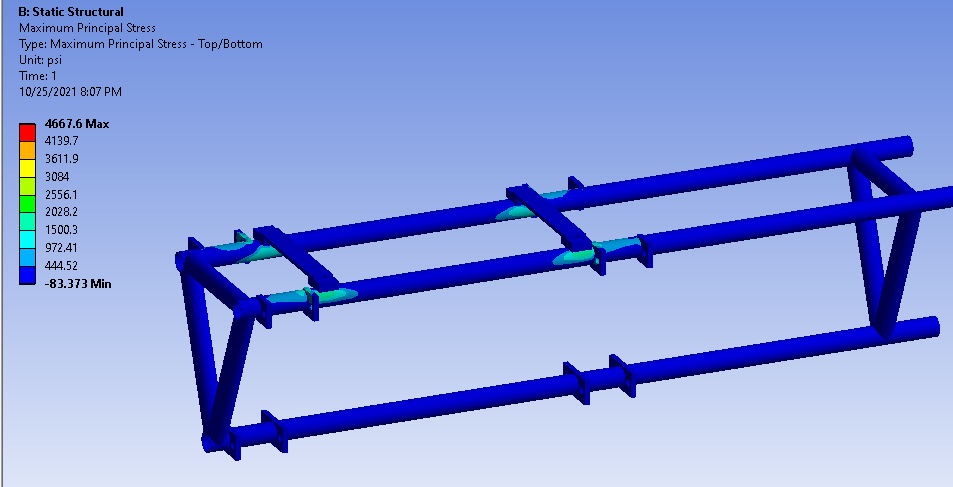 B: Static Structural
Maximum Principal Stress
Type: Maximum Principal Stress - Top/Bottom
Unit: psi
Time: 1
10/25/2021 8:07 PM
4667.6 Max
4139.7
3611.9
3084
2556.1
2028.2
1500.3
972.41
444.52
-83.373 Min